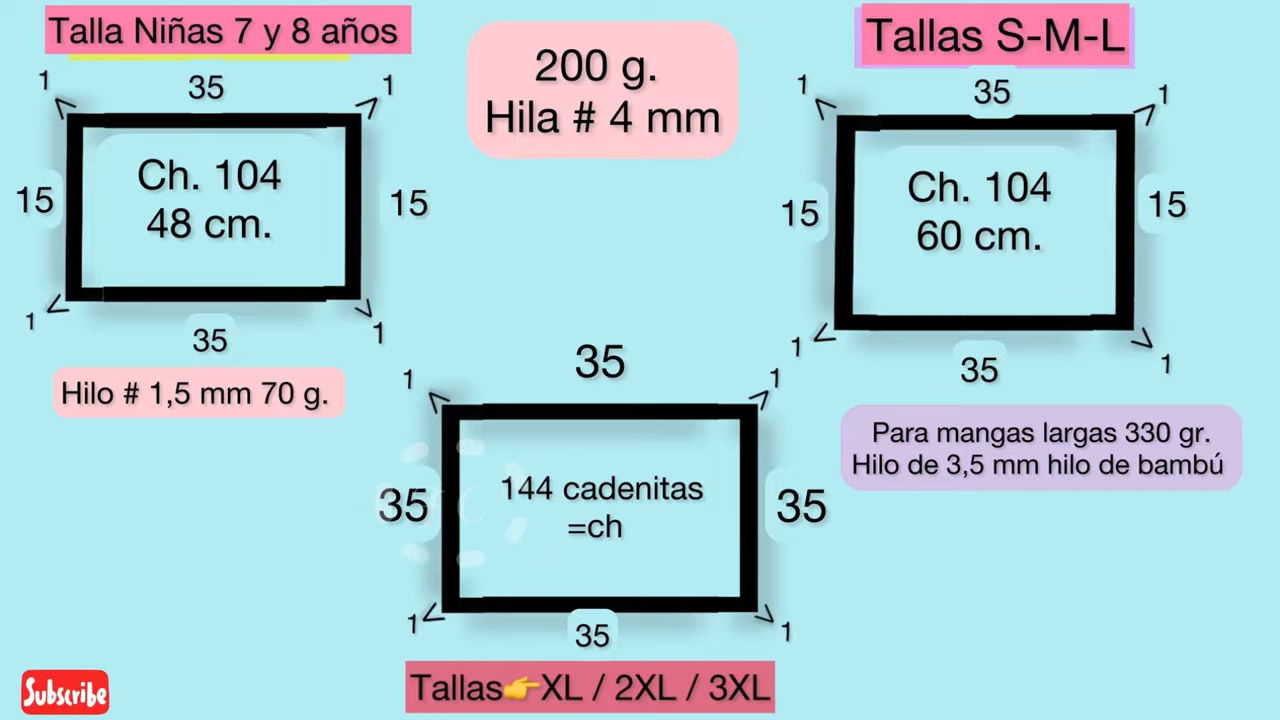 Talla Niñas 7 y 8 años
1
35
1
15
Ch. 104
48 cm.
15
1
35
1
Hilo # 1,5 mm 70 g.
200 g.
Hila # 4 mm
Tallas S-M-L
1
35
1
15
Ch. 104
60 cm.
15
1
35
1
Para mangas largas 330 gr.
Hilo de 3,5 mm hilo de bambú
1
35
1
35
144 cadenitas
=ch
35
1
35
1
Tallas👉XL / 2XL / 3XL
Subscribe